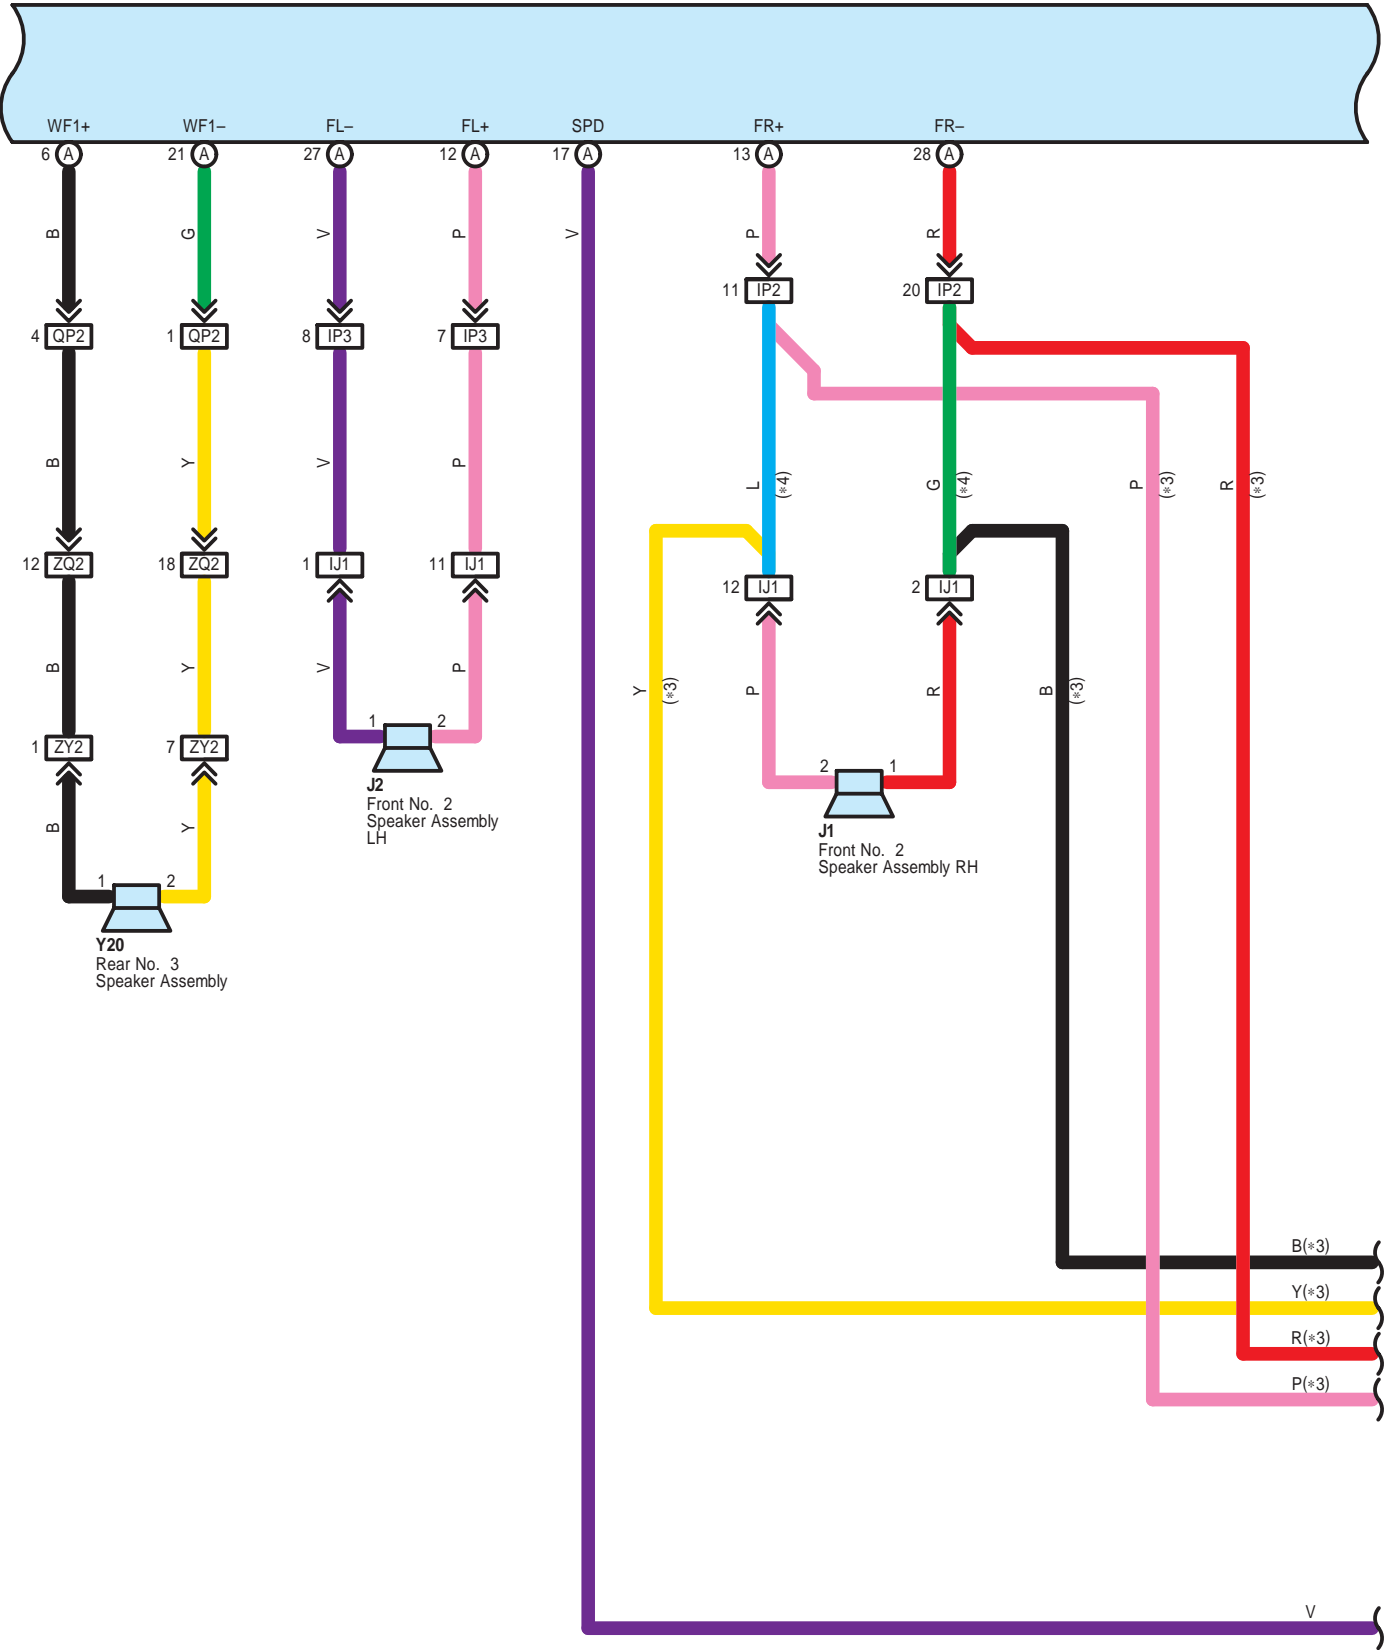 WF1+ WF1– FL– FL+ SPD FR+ FR–
6 A 21 A 27 A 12 A 17 A 13 A 28 A
B G V P V P R
11 IP2 20 IP2
4 QP2 1 QP2 8 IP3 7 IP3
B Y V P L (*4) G (*4) P (*3) R (*3)
12 ZQ2 18 ZQ2 1 IJ1 11 IJ1
12 IJ1 2 IJ1
B Y V P Y (*3) P R B (*3)
1 2
1 ZY2 7 ZY2
2 1
J2
Front No. 2
Speaker Assembly
LH
J1
Front No. 2
Speaker Assembly RH
B Y
1 2
Y20
Rear No. 3
Speaker Assembly
B(*3)
Y(*3)
R(*3)
P(*3)
V